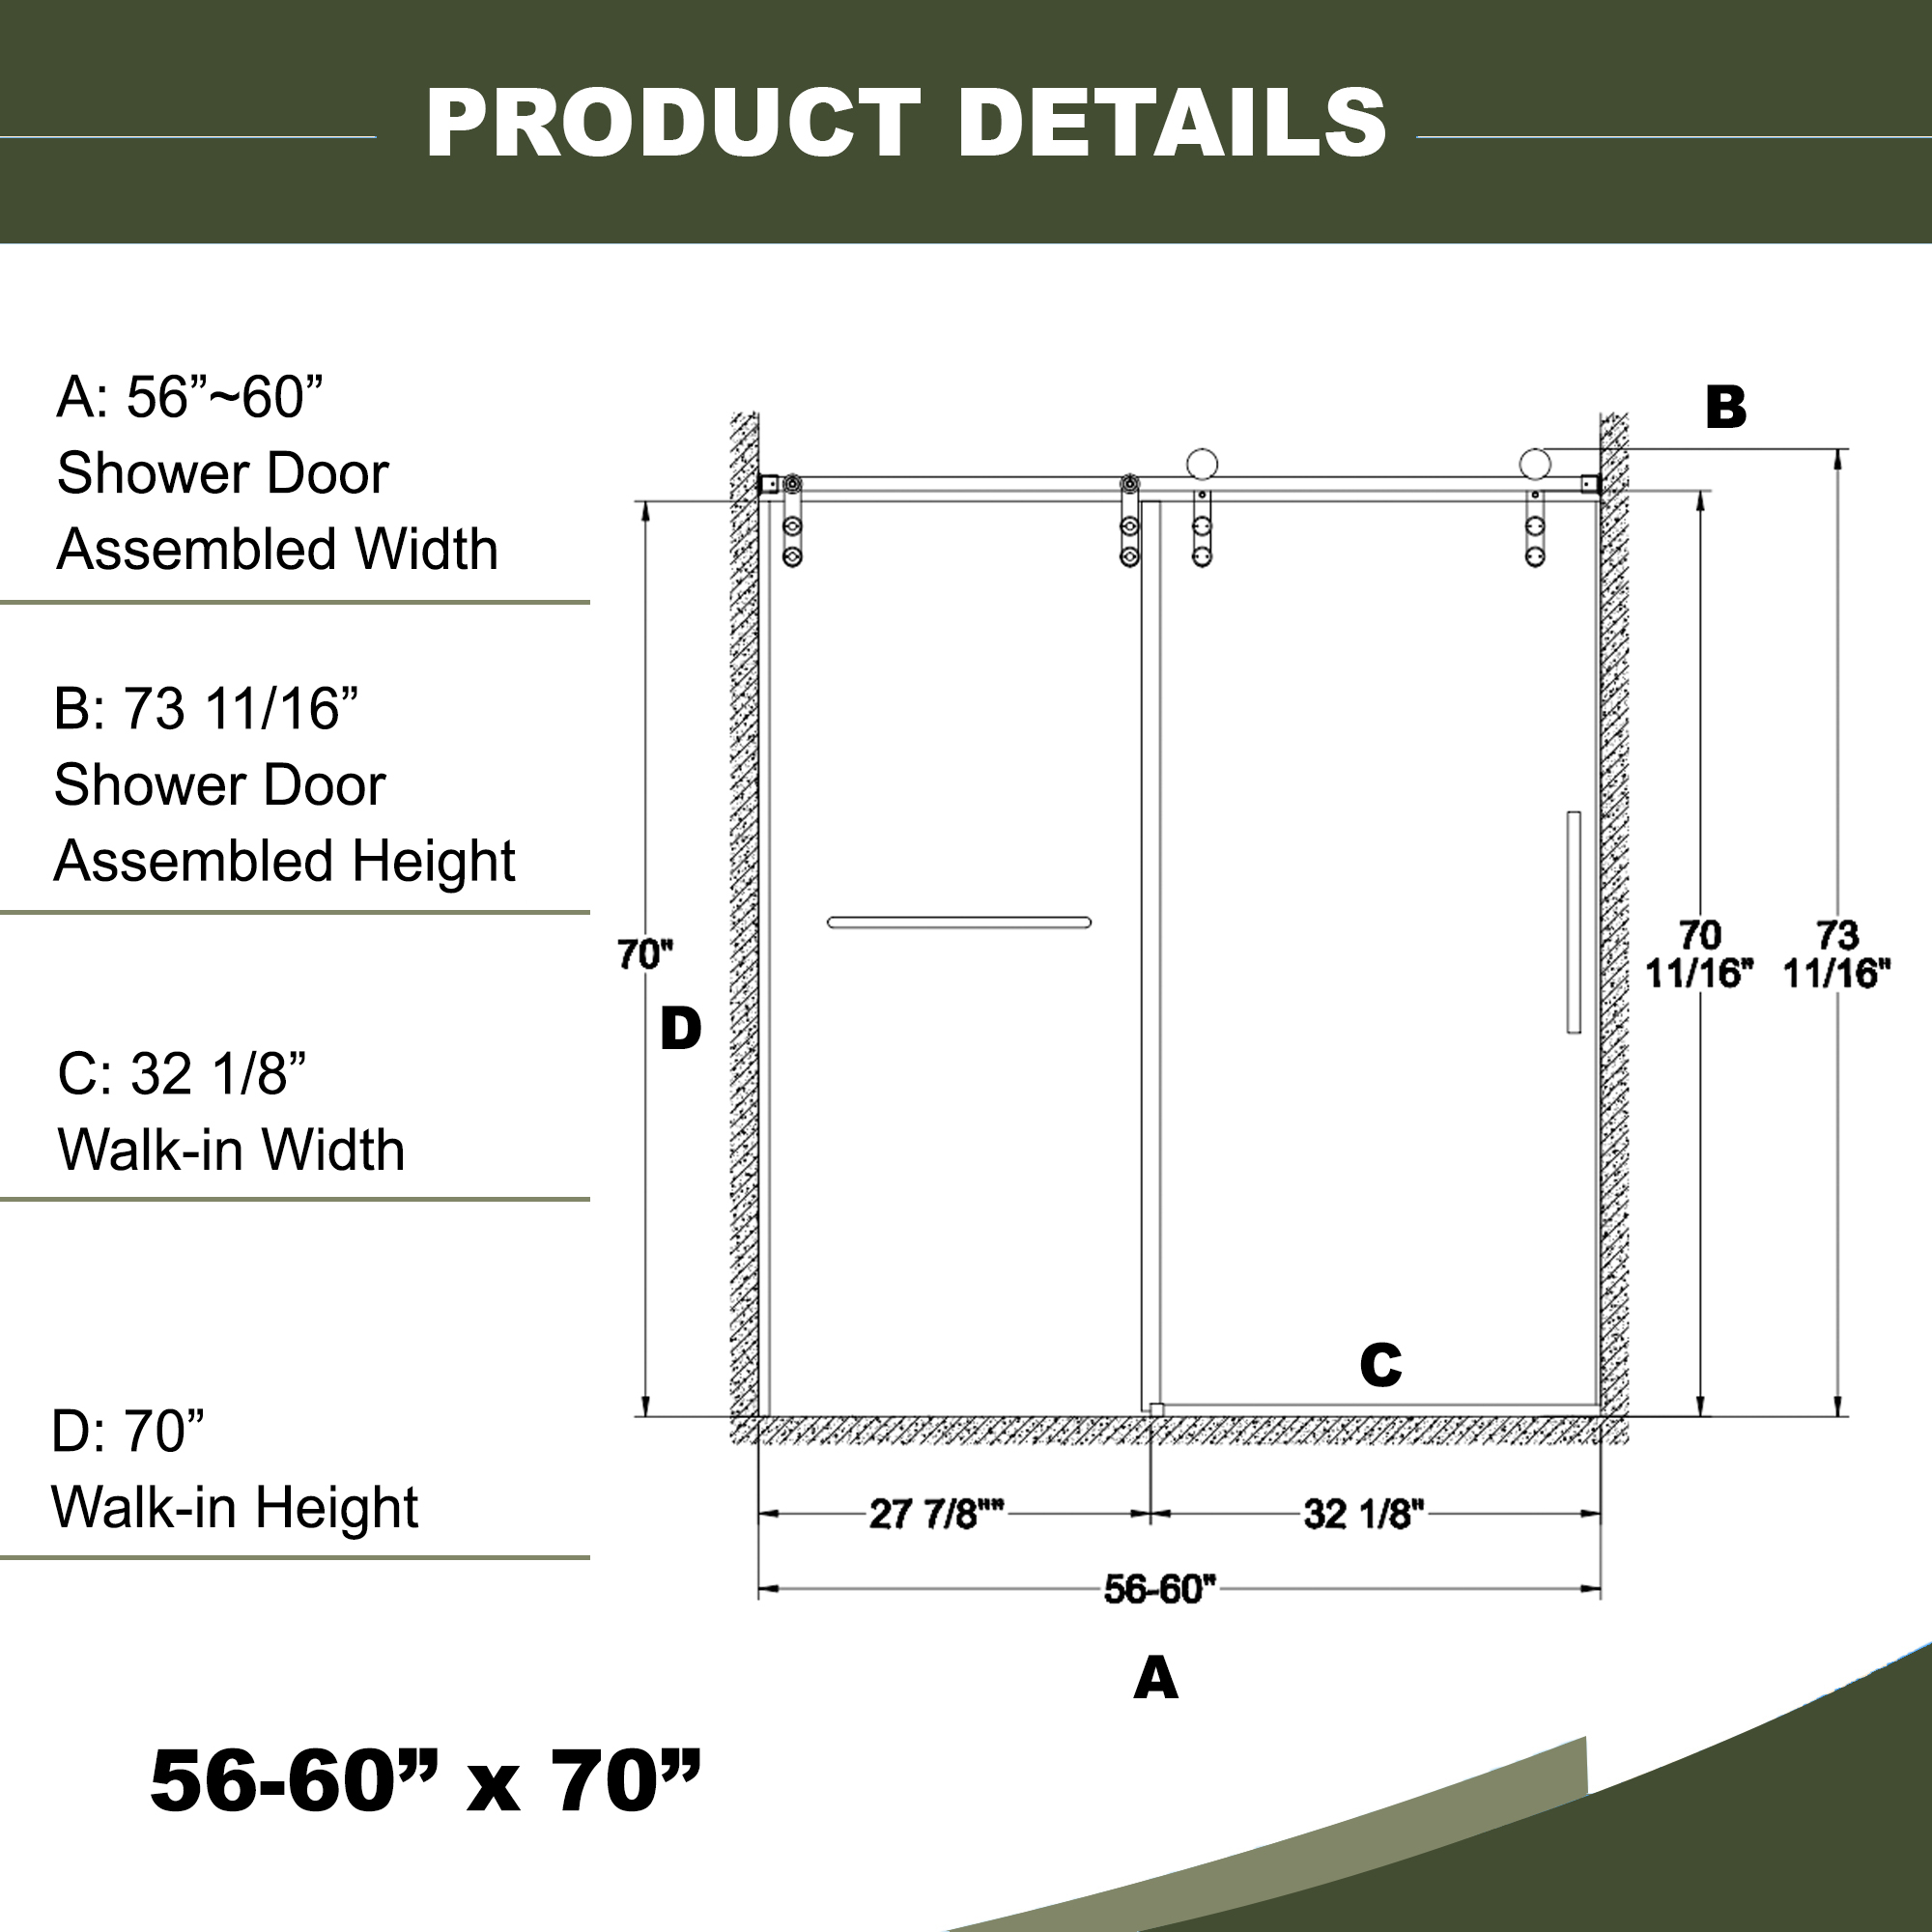 PRODUCT DETAILS
A: 56”~60”
Shower Door
Assembled Width
B: 73 11/16”
Shower Door
Assembled Height
C: 32 1/8”
Walk-in Width
D: 70”
Walk-in Height
56-60” x 70”
B
70"
D
70
11/16"
73
11/16"
C
27 7/8""
32 1/8"
56-60"
A